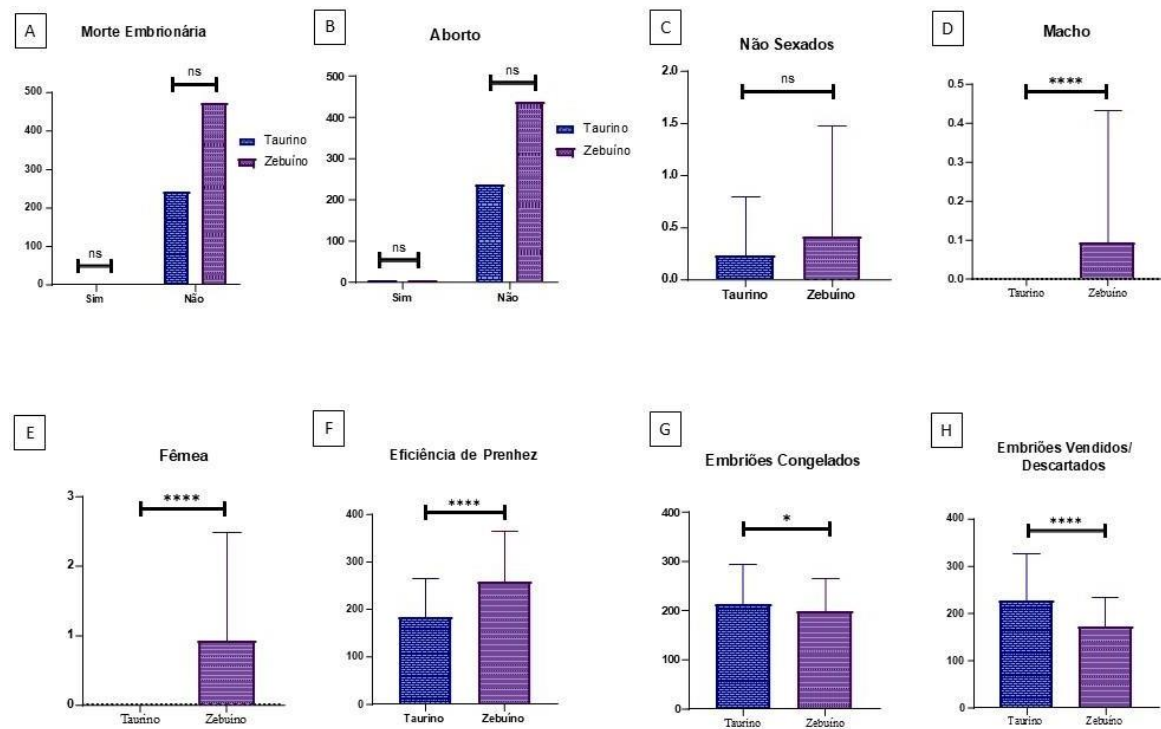 A
Morte Embrionária
ns
500
400
300
200
100
0
ns
Sim
Não
Taurino
Zebuíno
B
Aborto
ns
500
400
300
200
100
0
ns
Sim
Não
Taurino
Zebuíno
C
Não Sexados
ns
2.0
1.5
1.0
0.5
0.0
Taurino
Zebuíno
D
Macho
****
0.5
0.4
0.3
0.2
0.1
0.0
Taurino
Zebuíno
E
Fêmea
****
3
2
1
0
Taurino
Zebuíno
F
Eficiência de Prenhez
****
400
300
200
100
0
Taurino
Zebuíno
G
Embriões Congelados
*
400
300
200
100
0
Taurino
Zebuíno
H
Embriões Vendidos/
Descartados
****
400
300
200
100
0
Taurino
Zebuíno